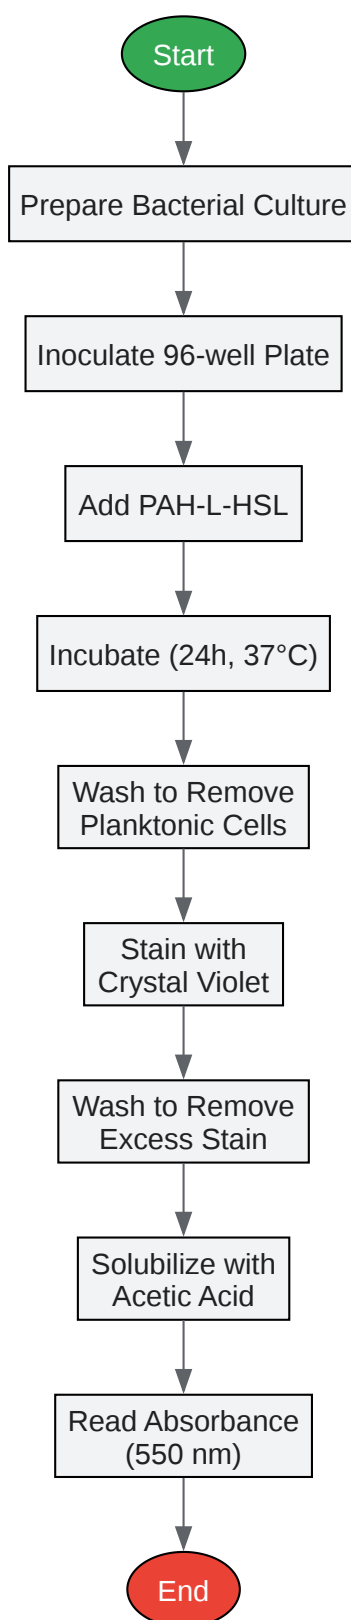 Start
Prepare Bacterial Culture
Inoculate 96-well Plate
Add PAH-L-HSL
Incubate (24h, 37°C)
Wash to Remove
Planktonic Cells
Stain with
Crystal Violet
Wash to Remove
Excess Stain
Solubilize with
Acetic Acid
Read Absorbance
(550 nm)
End